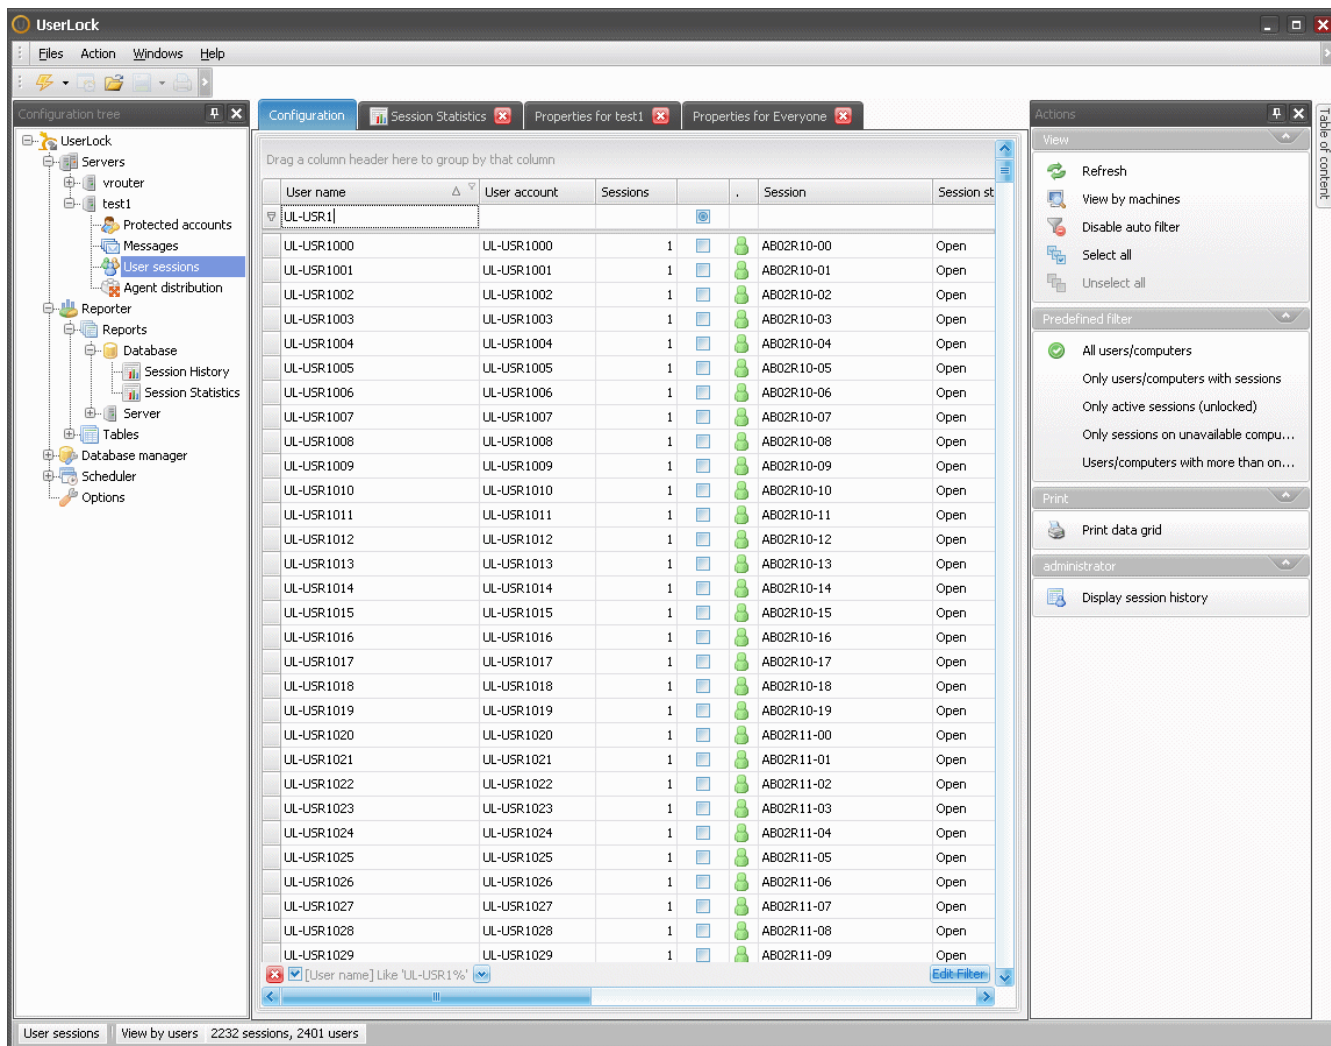 UserLock
Files Action Windows Help
Configuration tree
UserLock
Servers
vrouter
test1
Protected accounts
Messages
User sessions
Agent distribution
Reporter
Reports
Database
Session History
Session Statistics
Server
Tables
Database manager
Scheduler
Options
Configuration Session Statistics Properties for test1 Properties for Everyone
Drag a column header here to group by that column
User name User account Sessions . Session Session st
UL-USR1
UL-USR1000 UL-USR1000 1 AB02R10-00 Open
UL-USR1001 UL-USR1001 1 AB02R10-01 Open
UL-USR1002 UL-USR1002 1 AB02R10-02 Open
UL-USR1003 UL-USR1003 1 AB02R10-03 Open
UL-USR1004 UL-USR1004 1 AB02R10-04 Open
UL-USR1005 UL-USR1005 1 AB02R10-05 Open
UL-USR1006 UL-USR1006 1 AB02R10-06 Open
UL-USR1007 UL-USR1007 1 AB02R10-07 Open
UL-USR1008 UL-USR1008 1 AB02R10-08 Open
UL-USR1009 UL-USR1009 1 AB02R10-09 Open
UL-USR1010 UL-USR1010 1 AB02R10-10 Open
UL-USR1011 UL-USR1011 1 AB02R10-11 Open
UL-USR1012 UL-USR1012 1 AB02R10-12 Open
UL-USR1013 UL-USR1013 1 AB02R10-13 Open
UL-USR1014 UL-USR1014 1 AB02R10-14 Open
UL-USR1015 UL-USR1015 1 AB02R10-15 Open
UL-USR1016 UL-USR1016 1 AB02R10-16 Open
UL-USR1017 UL-USR1017 1 AB02R10-17 Open
UL-USR1018 UL-USR1018 1 AB02R10-18 Open
UL-USR1019 UL-USR1019 1 AB02R10-19 Open
UL-USR1020 UL-USR1020 1 AB02R11-00 Open
UL-USR1021 UL-USR1021 1 AB02R11-01 Open
UL-USR1022 UL-USR1022 1 AB02R11-02 Open
UL-USR1023 UL-USR1023 1 AB02R11-03 Open
UL-USR1024 UL-USR1024 1 AB02R11-04 Open
UL-USR1025 UL-USR1025 1 AB02R11-05 Open
UL-USR1026 UL-USR1026 1 AB02R11-06 Open
UL-USR1027 UL-USR1027 1 AB02R11-07 Open
UL-USR1028 UL-USR1028 1 AB02R11-08 Open
UL-USR1029 UL-USR1029 1 AB02R11-09 Open
[User name] Like 'UL-USR1%' Edit Filter
Actions
View
Refresh
View by machines
Disable auto filter
Select all
Unselect all
Predefined filter
All users/computers
Only users/computers with sessions
Only active sessions (unlocked)
Only sessions on unavailable compu...
Users/computers with more than on...
Print
Print data grid
administrator
Display session history
Table of content
User sessions View by users 2232 sessions, 2401 users